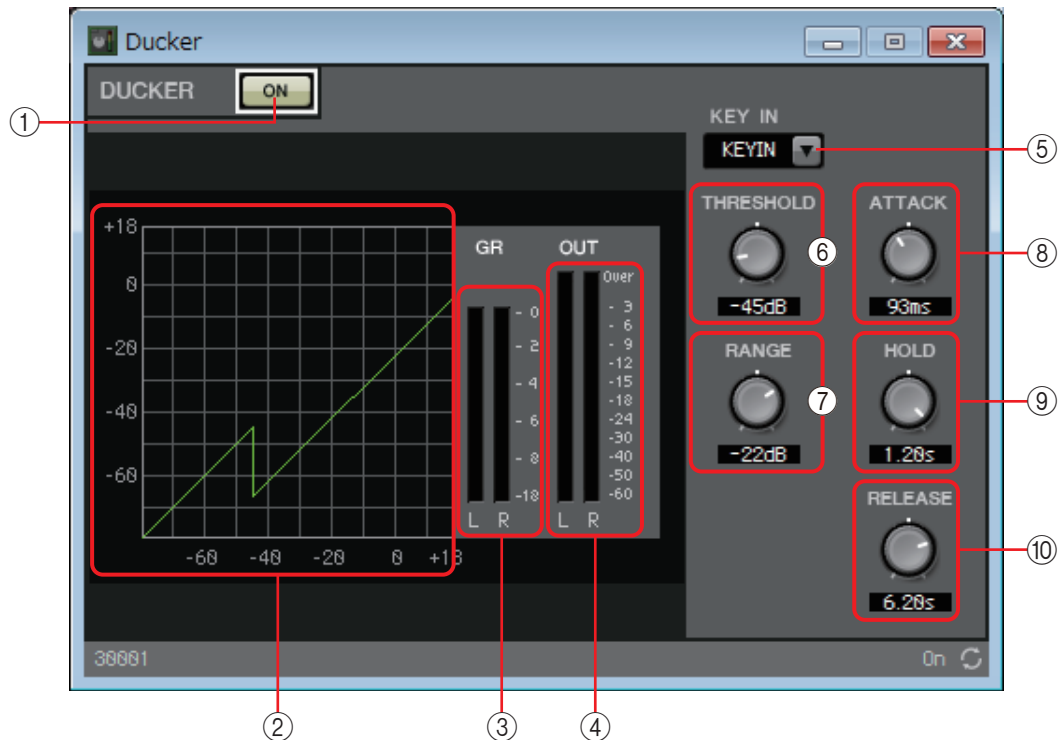 Ducker
DUCKER ON
①
KEY IN
KEYIN
⑤
THRESHOLD
-45dB
⑥
ATTACK
93ms
⑧
RANGE
-22dB
⑦
HOLD
1.20s
⑨
RELEASE
6.20s
⑩
+18
0
-20
-40
-60
-60 -40 -20 0 +18
②
GR
- 0
- 2
- 4
- 6
- 8
-18
L R
③
OUT
Over
- 3
- 6
- 9
-12
-15
-18
-24
-30
-40
-50
-60
L R
④
30001
On